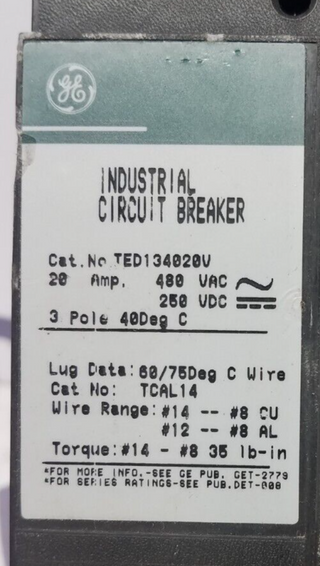 GE
INDUSTRIAL
CIRCUIT BREAKER
Cat.No TED134020V
20 Amp. 480 VAC
250 VDC
3 Pole 40Deg C
Lug Data: 60/75Deg C Wire
Cat No: TCAL14
Wire Range: #14 -- #8 CU
#12 -- #8 AL
Torque: #14 - #8 35 lb-in
*FOR MORE INFO.-SEE GE PUB. GET-2779
*FOR SERIES RATINGS-SEE PUB.DET-008